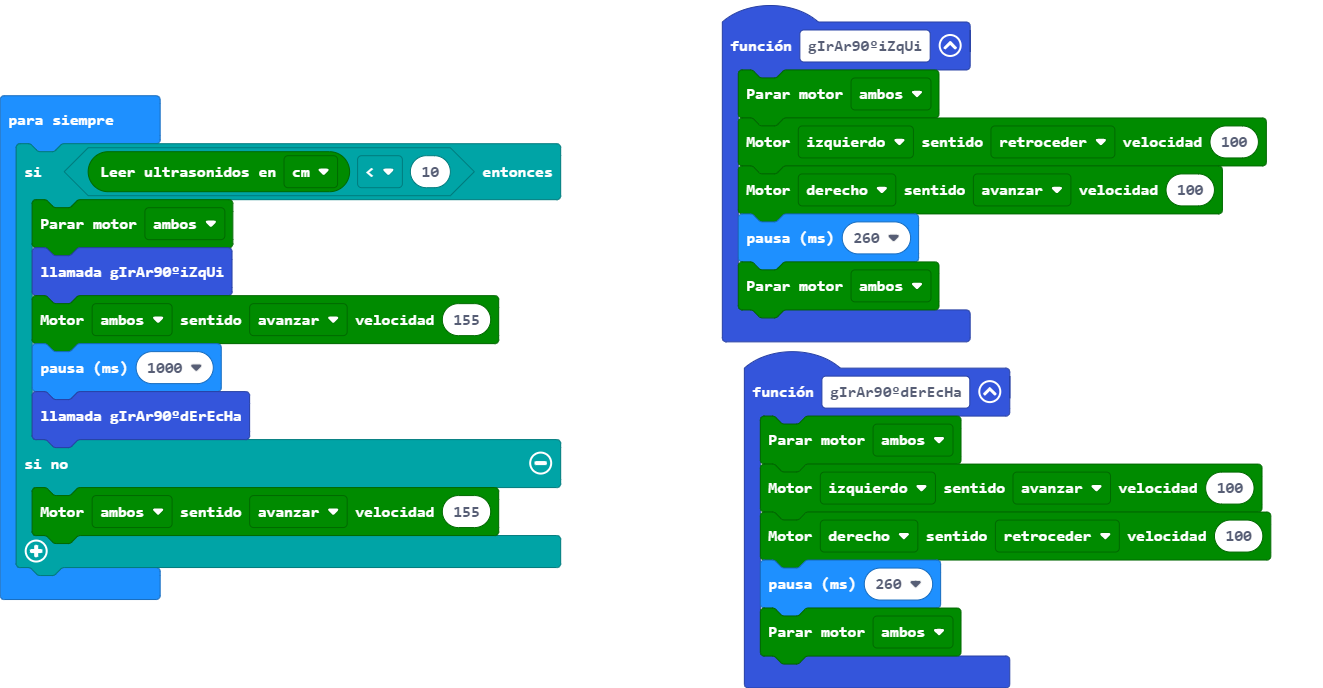 para siempre
si Leer ultrasonidos en cm < 10 entonces
Parar motor ambos
llamada gIrAr90ºiZqUi
Motor ambos sentido avanzar velocidad 155
pausa (ms) 1000
llamada gIrAr90ºdErEcHa
si no
Motor ambos sentido avanzar velocidad 155
función gIrAr90ºiZqUi
Parar motor ambos
Motor izquierdo sentido retroceder velocidad 100
Motor derecho sentido avanzar velocidad 100
pausa (ms) 260
Parar motor ambos
función gIrAr90ºdErEcHa
Parar motor ambos
Motor izquierdo sentido avanzar velocidad 100
Motor derecho sentido retroceder velocidad 100
pausa (ms) 260
Parar motor ambos